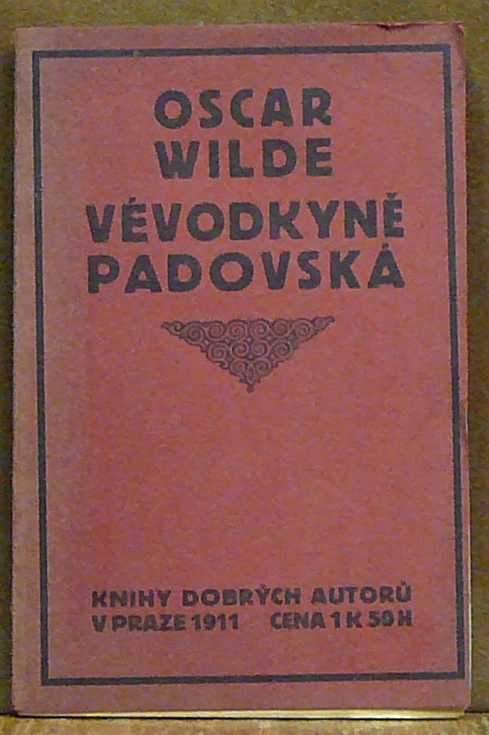 OSCAR
WILDE
VÉVODKYNĚ
PADOVSKÁ
KNIHY DOBRÝCH AUTORŮ
V PRAZE 1911 CENA 1 K 50 H